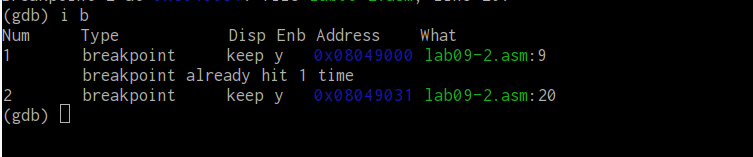 (gdb) i b
Num     Type           Disp Enb Address    What
1       breakpoint     keep y   0x08049000 lab09-2.asm:9
        breakpoint already hit 1 time
2       breakpoint     keep y   0x08049031 lab09-2.asm:20
(gdb)